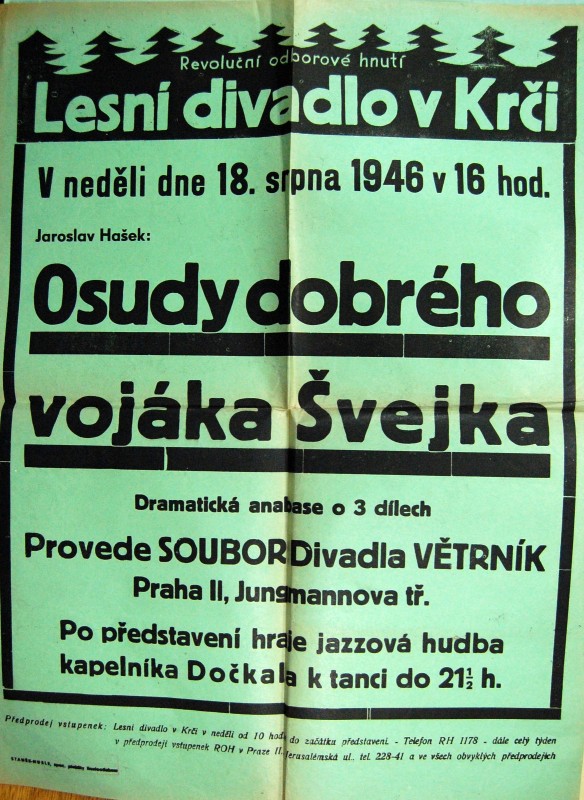 Revoluční odborové hnutí
Lesní divadlo v Krči
V neděli dne 18. srpna 1946 v 16 hod.
Jaroslav Hašek:
Osudy dobrého
vojáka Švejka
Dramatická anabase o 3 dílech
Provede SOUBOR Divadla VĚTRNÍK
Praha II, Jungmannova tř.
Po představení hraje jazzová hudba
kapelníka Dočkala k tanci do 21½ h.
Předprodej vstupenek: Lesní divadlo v Krči v neděli od 10 hod. do začátku představení. - Telefon RH 1178 - dále celý týden
v předprodeji vstupenek ROH v Praze II. Jerusalémská ul., tel. 228-41 a ve všech obvyklých předprodejích